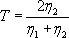 T = 2η₂ / (η₁ + η₂)